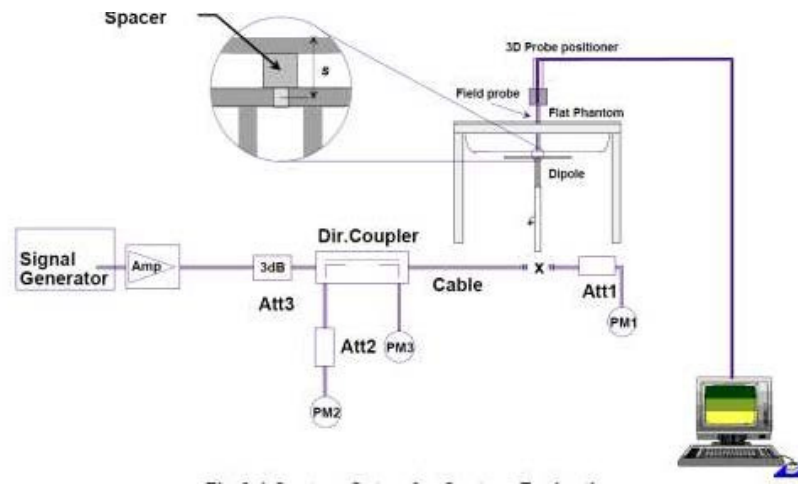 Spacer
s
3D Probe positioner
Field probe
Flat Phantom
Dipole
Signal
Generator
Amp
3dB
Att3
Dir.Coupler
Cable
x
Att1
PM1
Att2
PM3
PM2